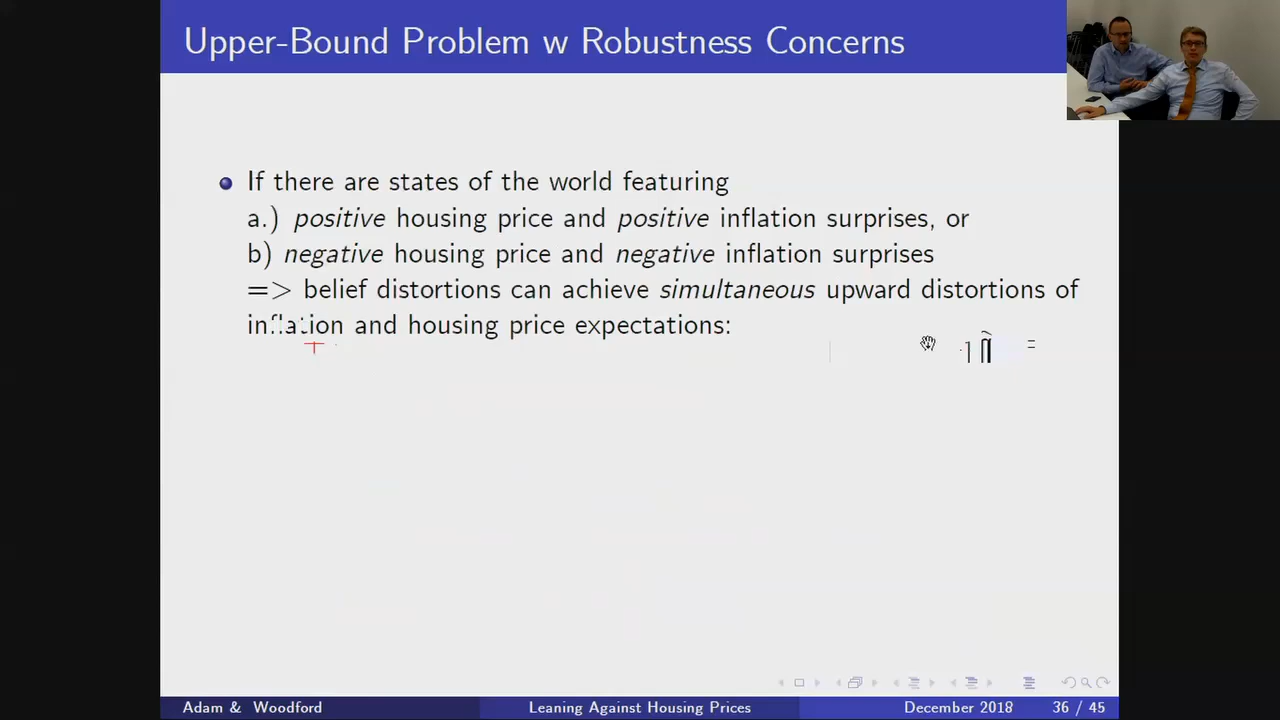 Upper-Bound Problem w Robustness Concerns
If there are states of the world featuring
a.) positive housing price and positive inflation surprises, or
b) negative housing price and negative inflation surprises
=> belief distortions can achieve simultaneous upward distortions of
inflation and housing price expectations:
Adam & Woodford
Leaning Against Housing Prices
December 2018
36 / 45